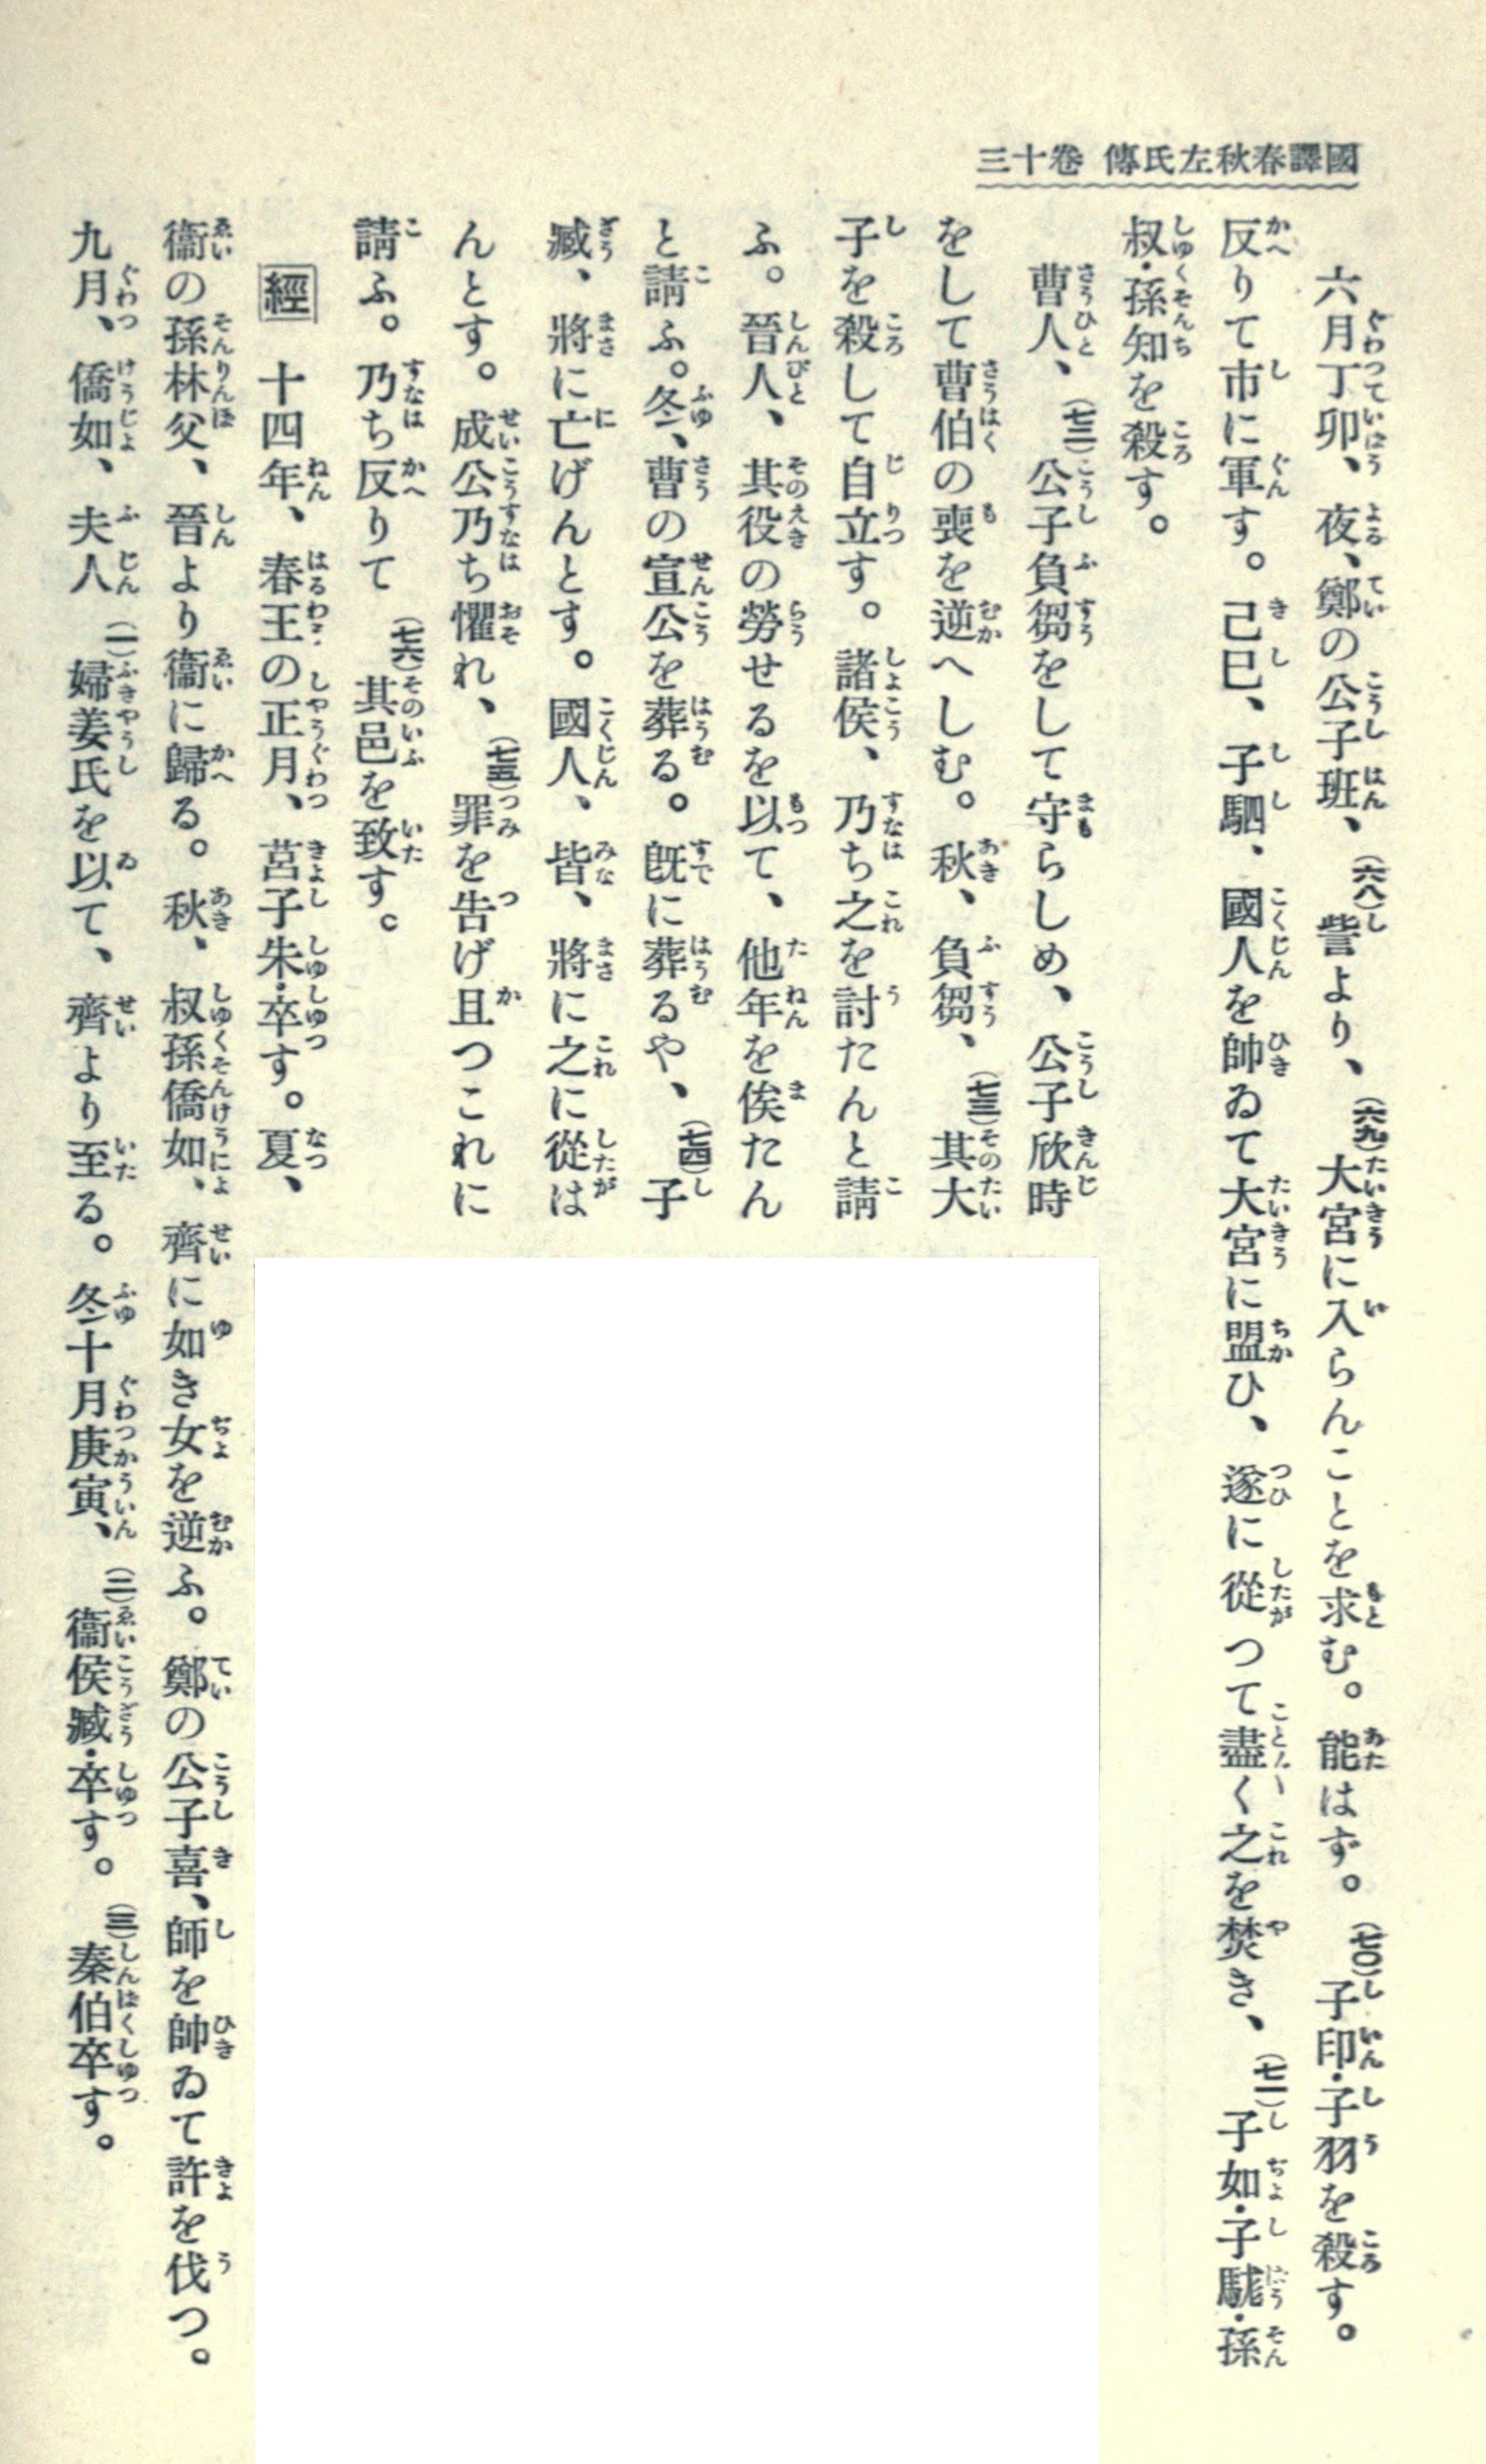 國譯春秋左氏傳 卷十三
六月丁卯、夜、鄭の公子班、(六八)訾より、(六九)大宮に入らんことを求む。能はず。(七〇)子印・子羽を殺す。
反りて市に軍す。己巳、子駟、國人を帥ゐて大宮に盟ひ、遂に從つて盡く之を焚き、(七一)子如・子駹・孫
叔・孫知を殺す。
曹人、(七二)公子負芻をして守らしめ、公子欣時
をして曹伯の喪を逆へしむ。秋、負芻、(七三)其大
子を殺して自立す。諸侯、乃ち之を討たんと請
ふ。晉人、其役の勞せるを以て、他年を俟たん
と請ふ。冬、曹の宣公を葬る。旣に葬るや、(七四)子
臧、將に亡げんとす。國人、皆、將に之に從は
んとす。成公乃ち懼れ、(七五)罪を吿げ且つこれに
請ふ。乃ち反りて(七六)其邑を致す。
經 十四年、春王の正月、莒子朱・卒す。夏、
衞の孫林父、晉より衞に歸る。秋、叔孫僑如、齊に如き女を逆ふ。鄭の公子喜、師を帥ゐて許を伐つ。
九月、僑如、夫人(一)婦姜氏を以て、齊より至る。冬十月庚寅、(二)衞侯臧・卒す。(三)秦伯卒す。